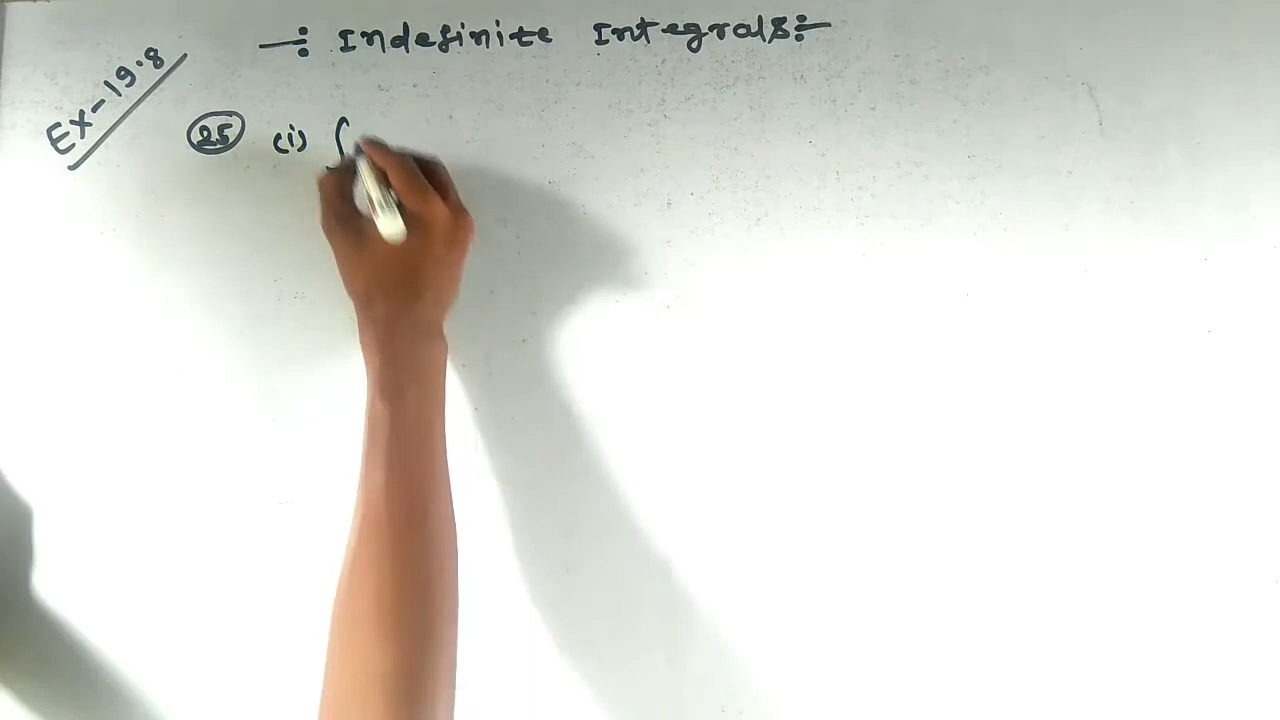 -: Indefinite Integrals :-
Ex-19.8
25 (i) ∫